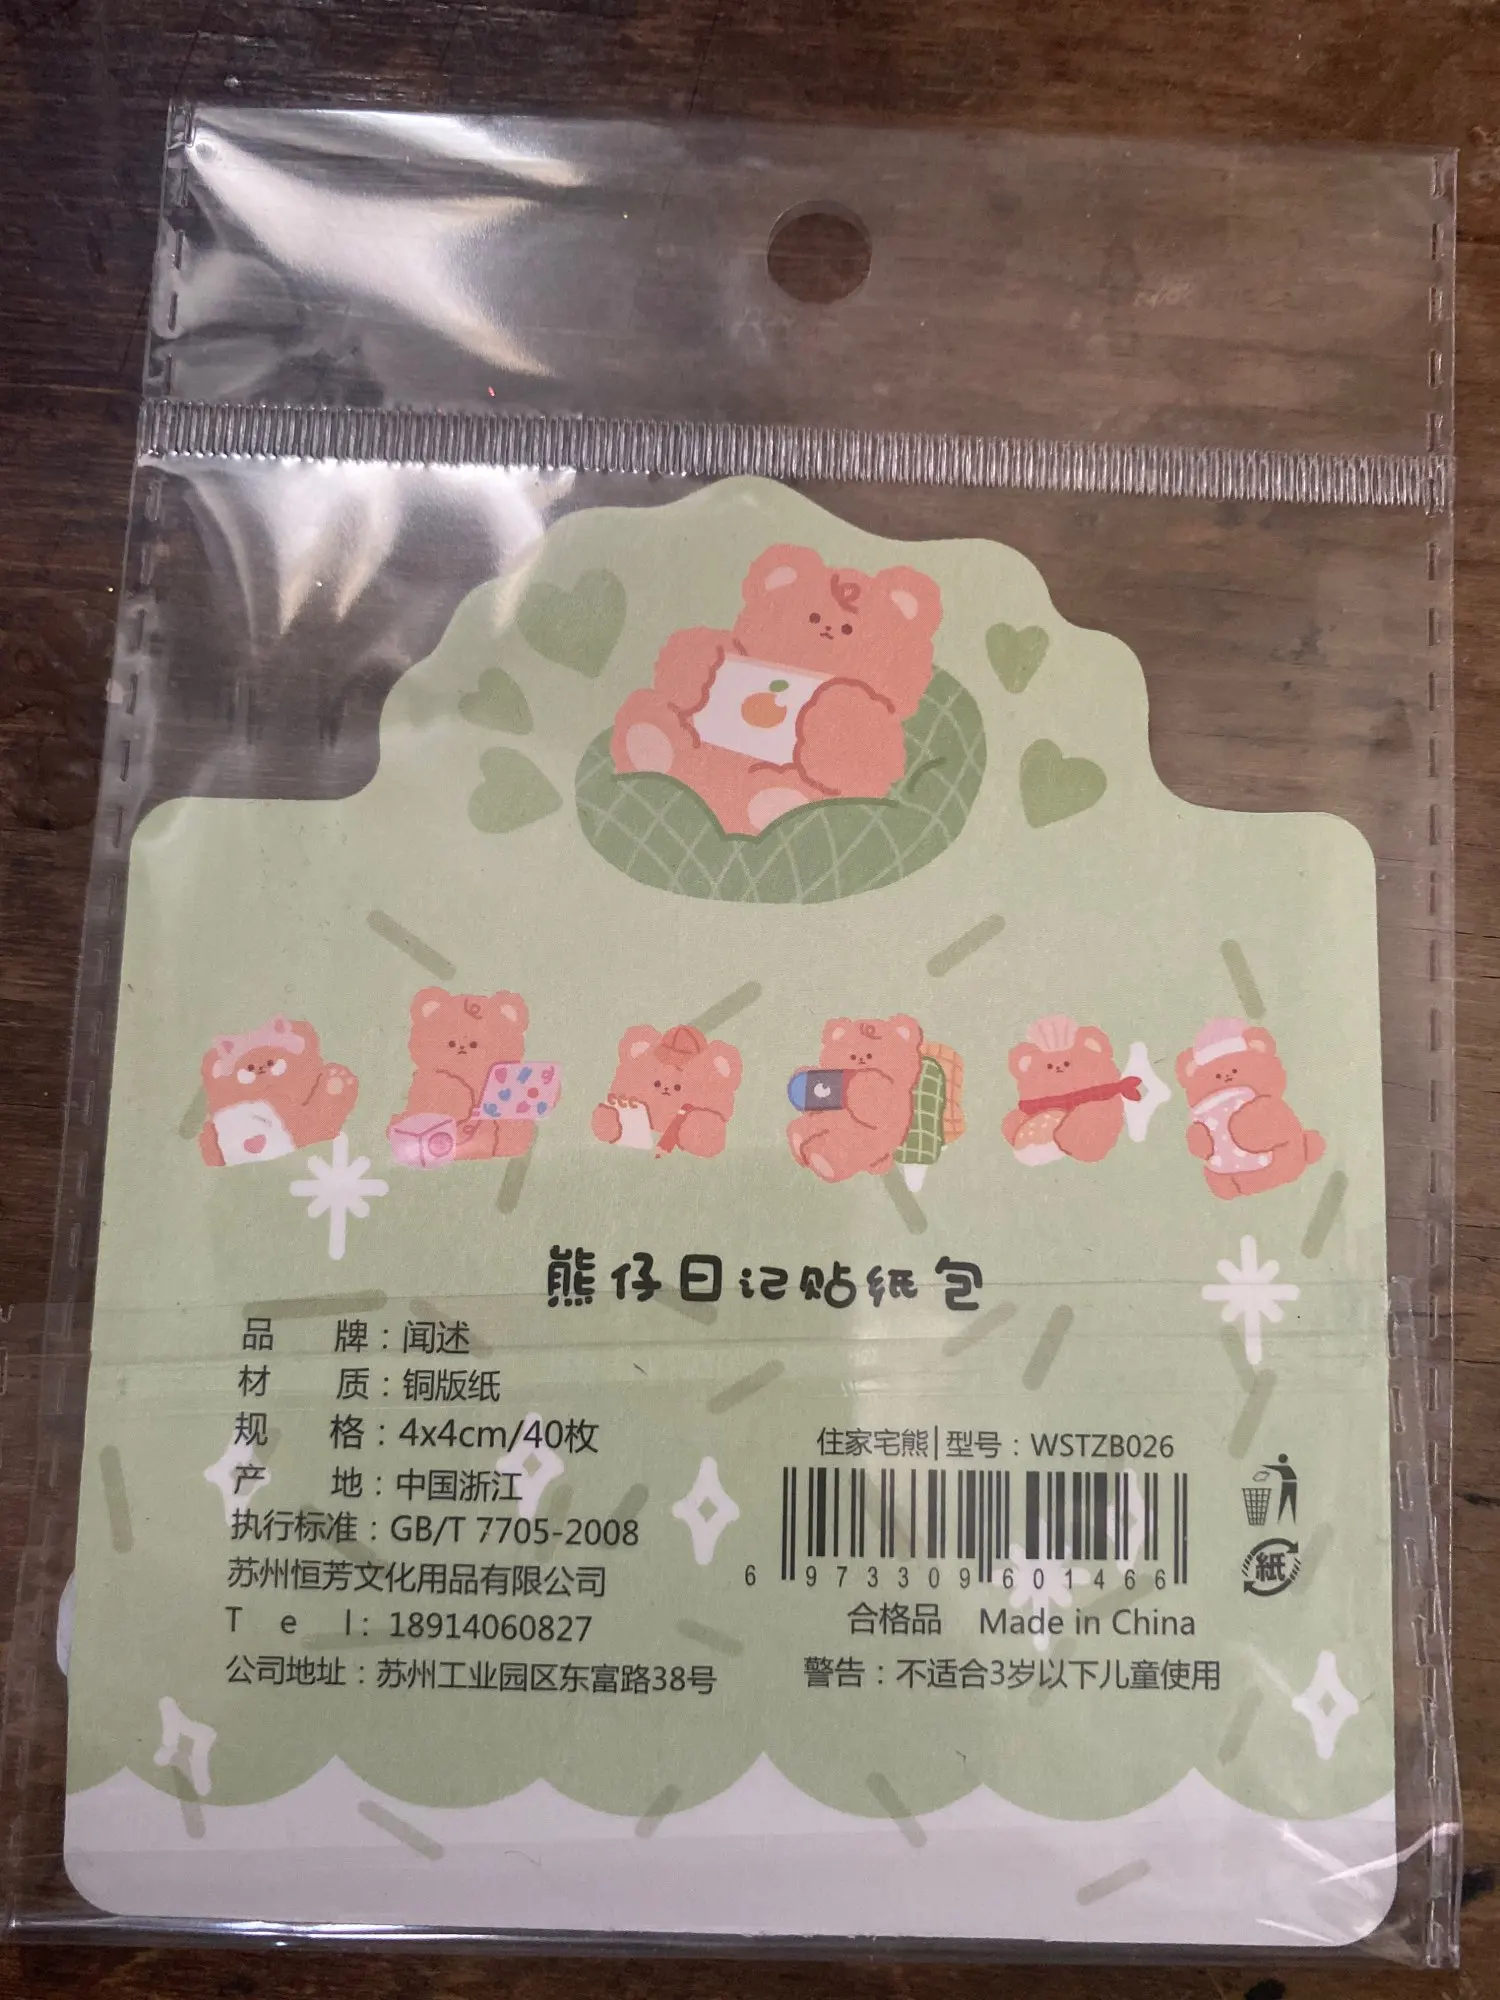 熊仔日记贴纸包
品 牌：闻述
材 质：铜版纸
规 格：4x4cm/40枚
产 地：中国浙江
执行标准：GB/T 7705-2008
苏州恒芳文化用品有限公司
Tel: 18914060827
公司地址：苏州工业园区东富路38号
住家宅熊|型号：WSTZB026
6 973309 601466
合格品 Made in China
警告：不适合3岁以下儿童使用
紙